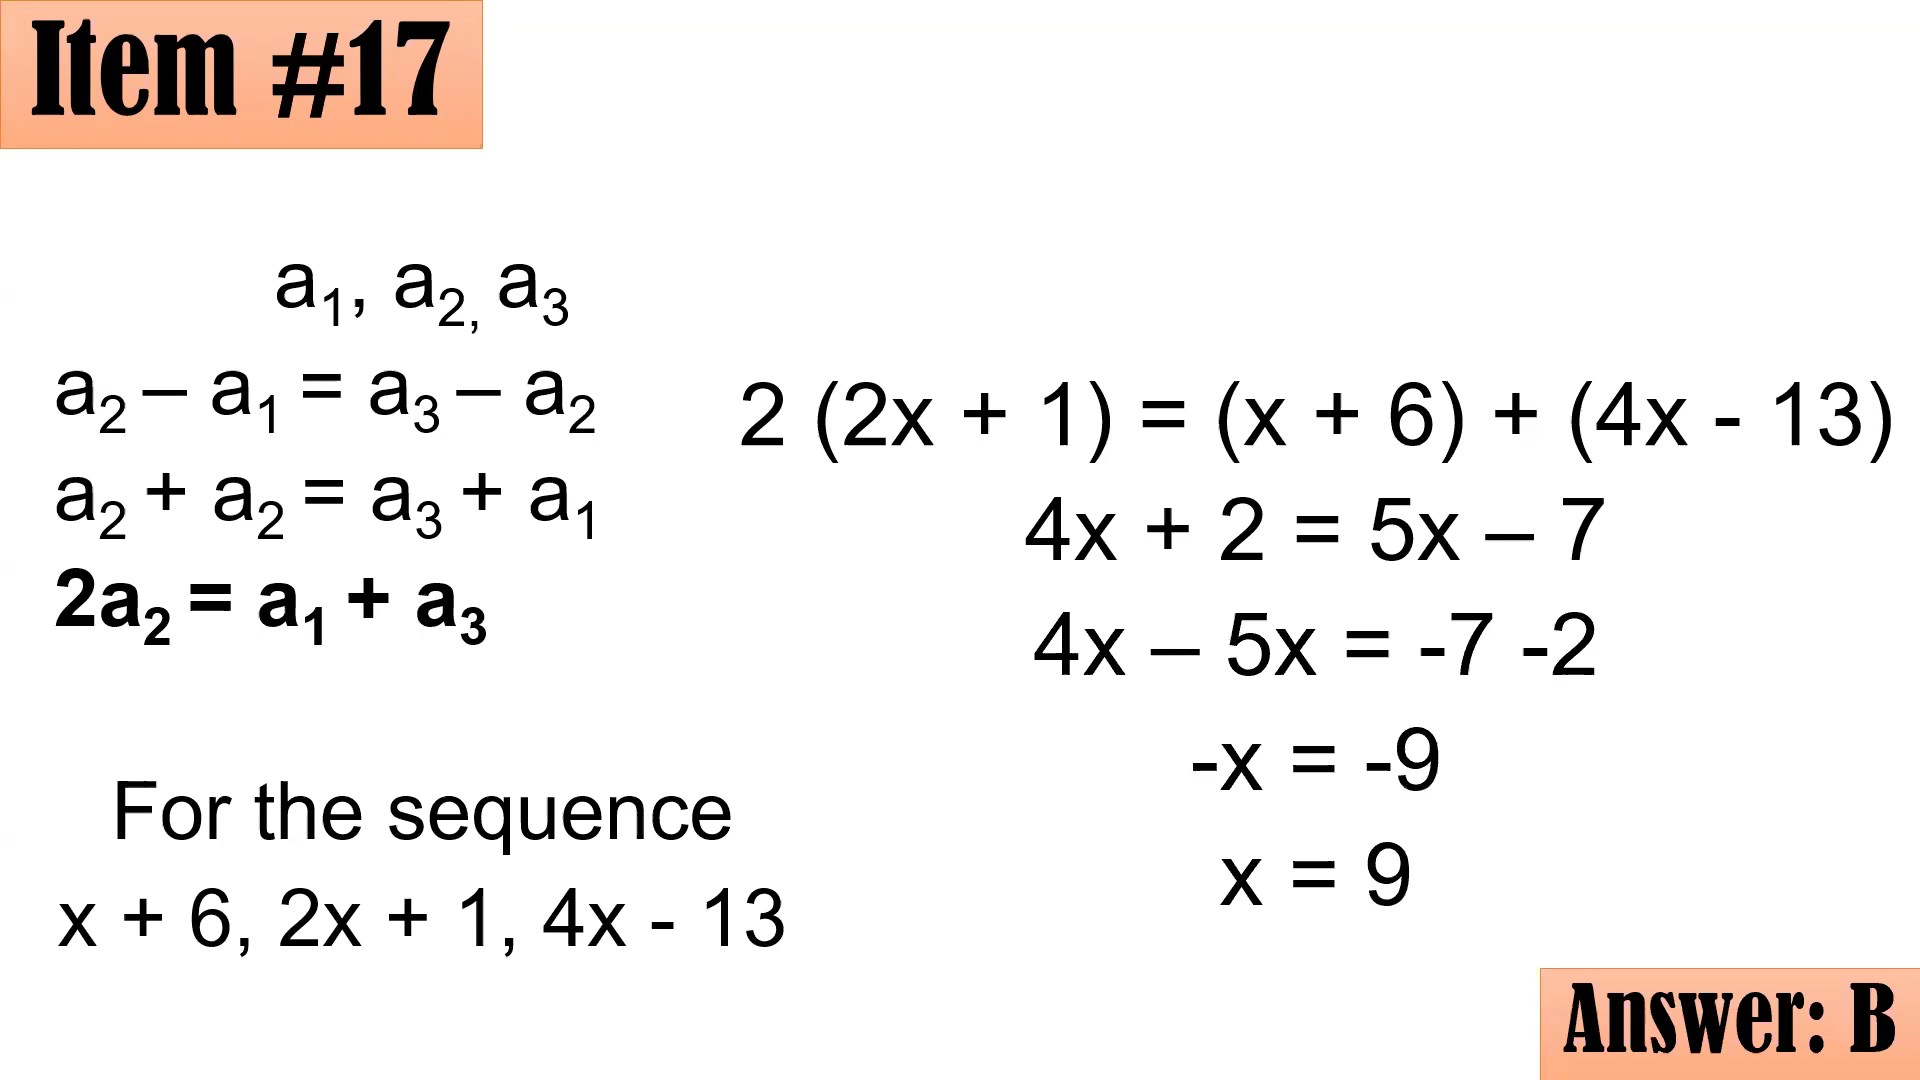 Item #17
a₁, a₂, a₃
a₂ – a₁ = a₃ – a₂
a₂ + a₂ = a₃ + a₁
2a₂ = a₁ + a₃
For the sequence
x + 6, 2x + 1, 4x - 13
2 (2x + 1) = (x + 6) + (4x - 13)
4x + 2 = 5x – 7
4x – 5x = -7 -2
-x = -9
x = 9
Answer: B